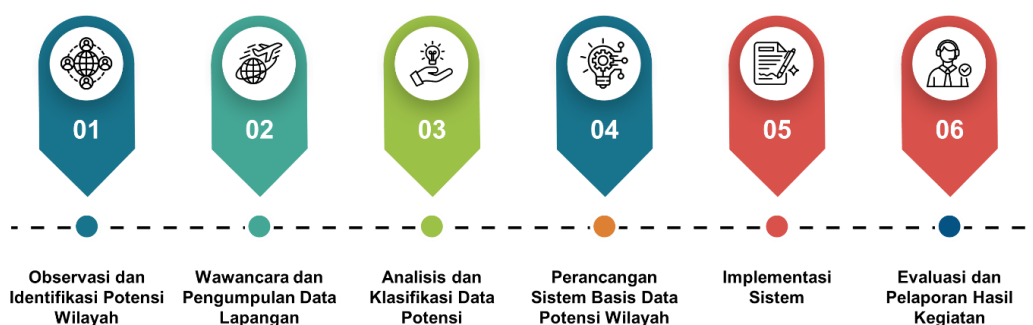 01
02
03
04
05
06
Observasi dan
Identifikasi Potensi
Wilayah
Wawancara dan
Pengumpulan Data
Lapangan
Analisis dan
Klasifikasi Data
Potensi
Perancangan
Sistem Basis Data
Potensi Wilayah
Implementasi
Sistem
Evaluasi dan
Pelaporan Hasil
Kegiatan